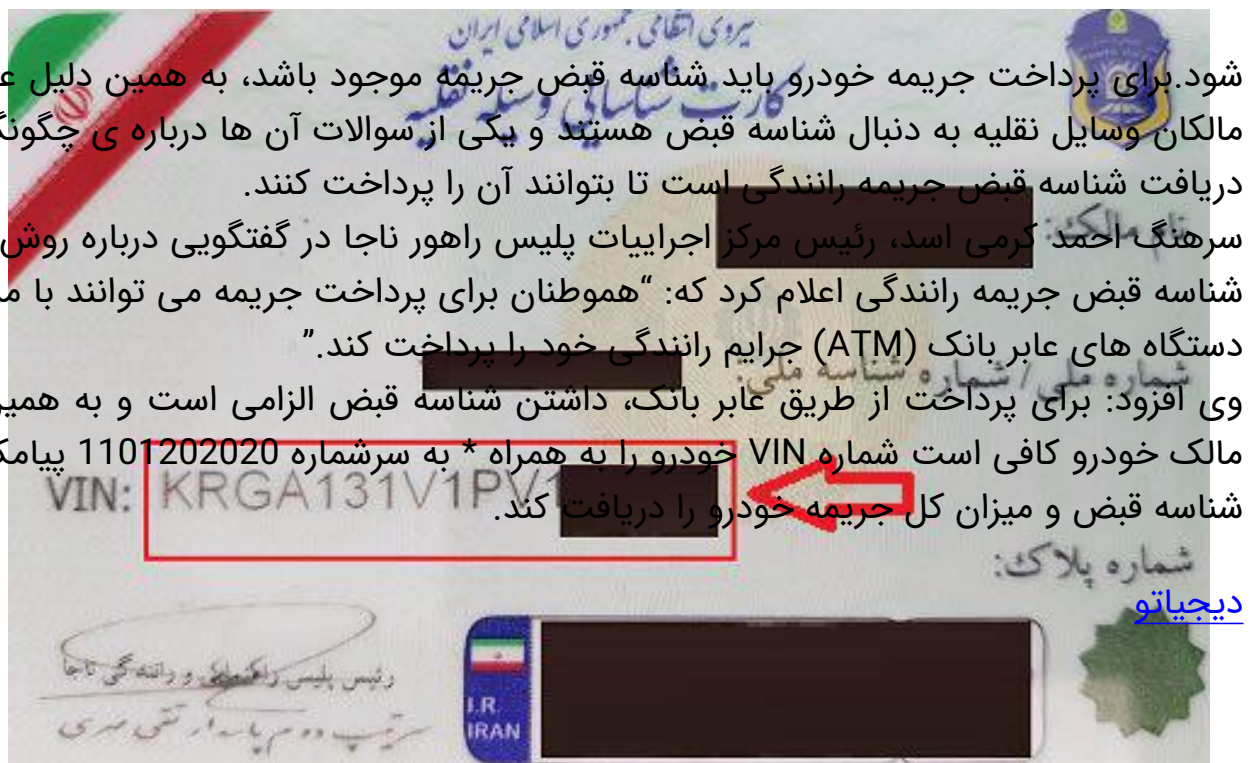 نیروی انتظامی جمهوری اسلامی ایران
کارت شناسایی وسیله نقلیه
شود.برای پرداخت جریمه خودرو باید شناسه قبض جریمه موجود باشد، به همین دلیل
مالکان وسایل نقلیه به دنبال شناسه قبض هستند و یکی از سوالات آن ها درباره ی
دریافت شناسه قبض جریمه رانندگی است تا بتوانند آن را پرداخت کنند.
نام مالک:
سرهنگ احمد کرمی اسد، رئیس مرکز اجراییات پلیس راهور ناجا در گفتگویی درباره روش
شناسه قبض جریمه رانندگی اعلام کرد که: “هموطنان برای پرداخت جریمه می توانند با
دستگاه های عابر بانک (ATM) جرایم رانندگی خود را پرداخت کند.”
شماره ملی / شماره شناسه ملی:
وی افزود: برای پرداخت از طریق عابر بانک، داشتن شناسه قبض الزامی است و به
مالک خودرو کافی است شماره VIN خودرو را به همراه * به سرشماره 1101202020
VIN: KRGA131V1PV1
شناسه قبض و میزان کل جریمه خودرو را دریافت کند.
شماره پلاک:
دیجیاتو
رئیس پلیس راهنمایی و رانندگی ناجا
I.R.
IRAN